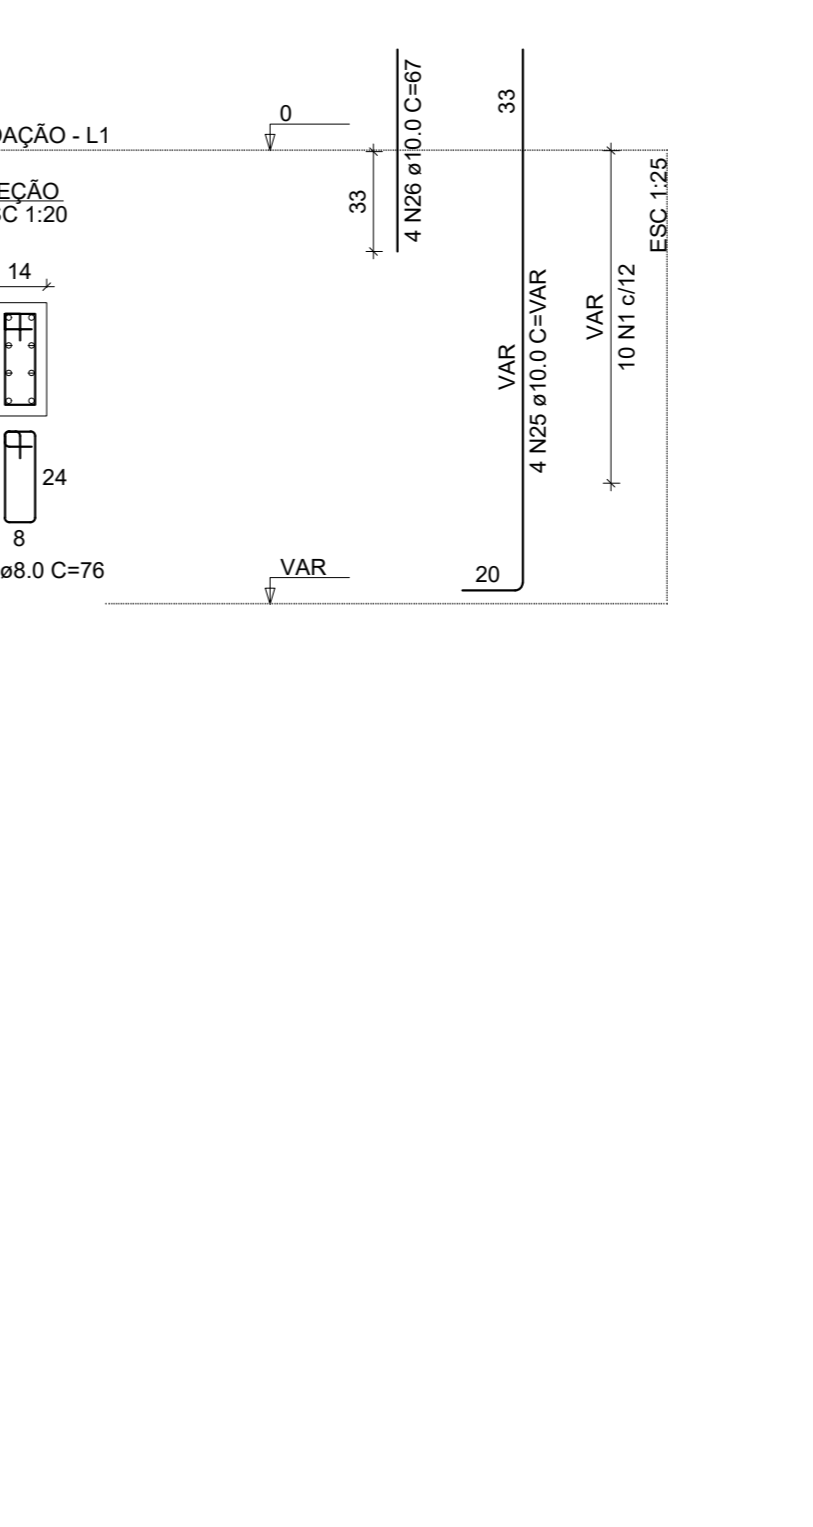 0
DAÇÃO - L1
EÇÃO
C 1:20
14
24
8
ø8.0 C=76
33
4 N26 ø10.0 C=67
33
VAR
4 N25 ø10.0 C=VAR
20
VAR
VAR
10 N1 c/12
ESC 1:25